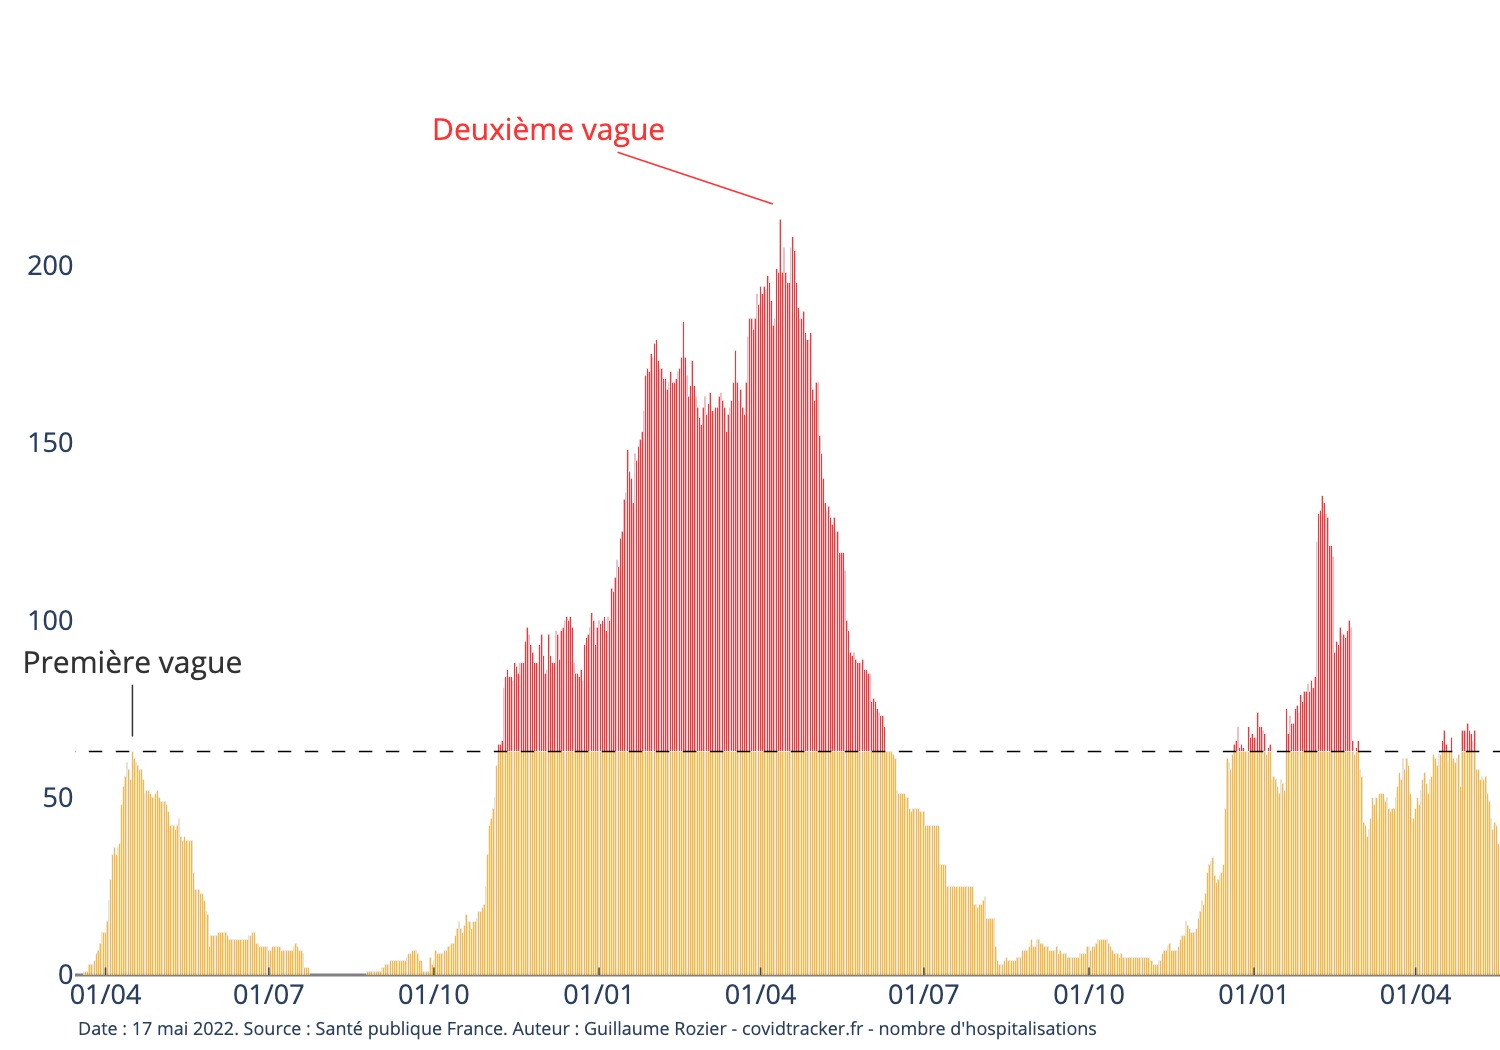 Deuxième vague
200
150
100
Première vague
50
0
01/04 01/07 01/10 01/01 01/04 01/07 01/10 01/01 01/04
Date : 17 mai 2022. Source : Santé publique France. Auteur : Guillaume Rozier - covidtracker.fr - nombre d'hospitalisations